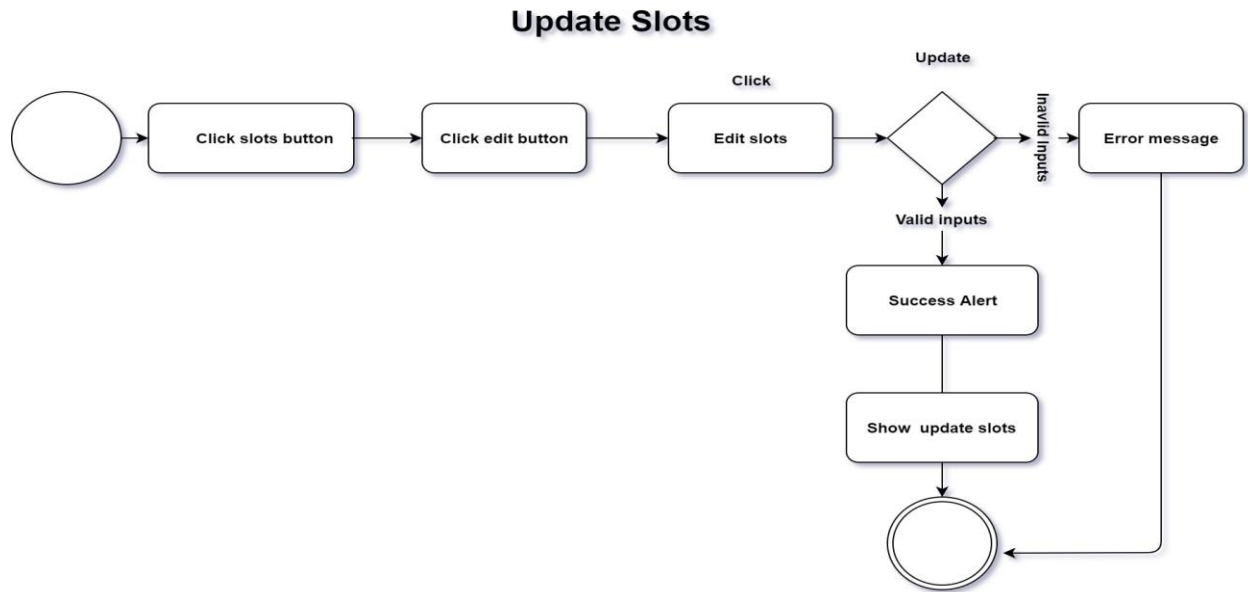 Update Slots
Click
Update
Click slots button
Click edit button
Edit slots
Inavlid Inputs
Error message
Valid inputs
Success Alert
Show update slots